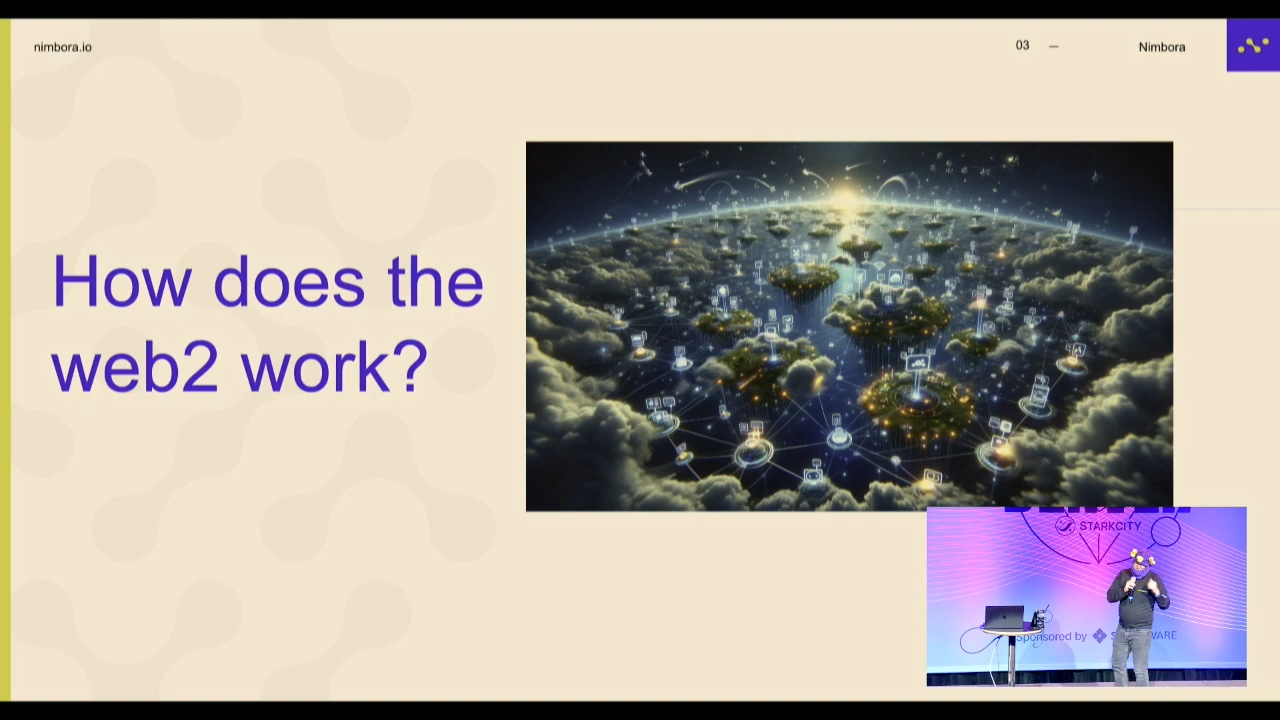 nimbora.io
03 —
Nimbora
How does the
web2 work?
STARKCITY
Sponsored by